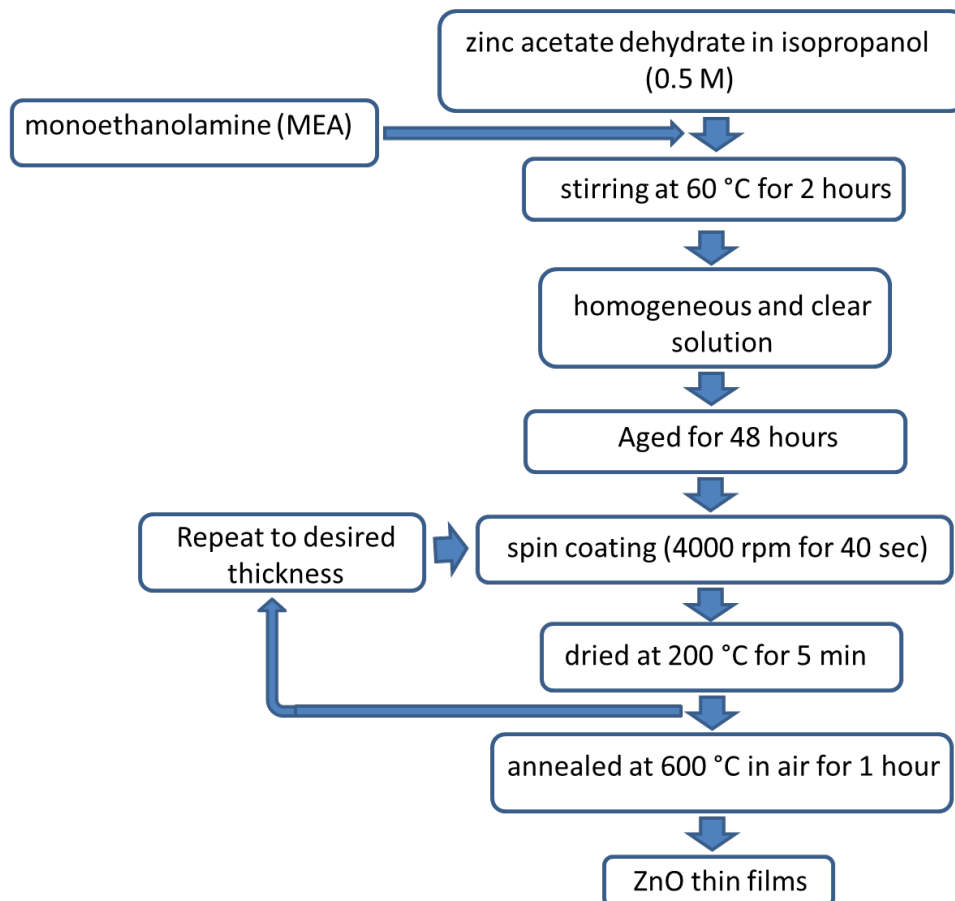 zinc acetate dehydrate in isopropanol
(0.5 M)
monoethanolamine (MEA)
stirring at 60 °C for 2 hours
homogeneous and clear
solution
Aged for 48 hours
Repeat to desired
thickness
spin coating (4000 rpm for 40 sec)
dried at 200 °C for 5 min
annealed at 600 °C in air for 1 hour
ZnO thin films